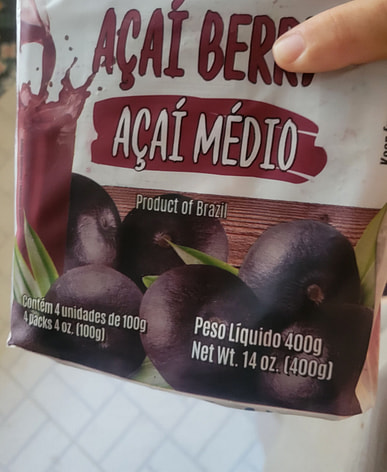 AÇAÍ BERRY
AÇAÍ MÉDIO
Product of Brazil
Contém 4 unidades de 100g
4 packs 4 oz. (100g)
Peso Líquido 400g
Net Wt. 14 oz. (400g)